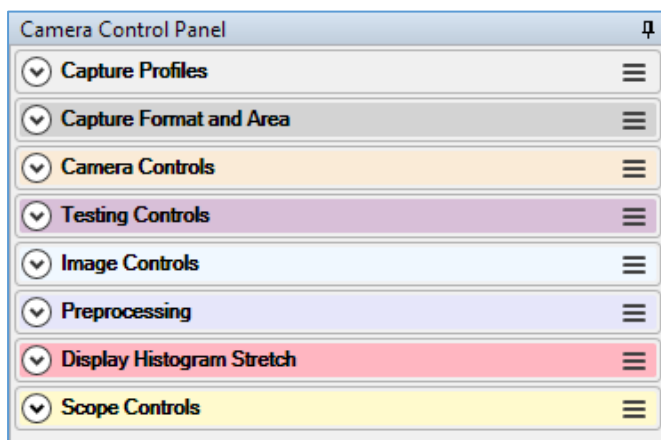 Camera Control Panel
Capture Profiles
Capture Format and Area
Camera Controls
Testing Controls
Image Controls
Preprocessing
Display Histogram Stretch
Scope Controls